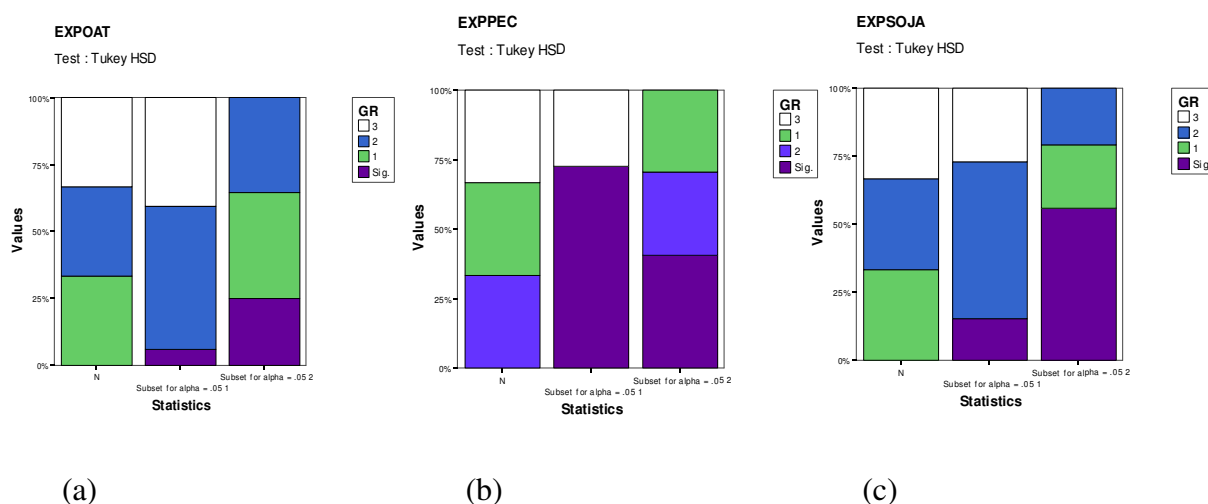 EXPOAT
Test : Tukey HSD
100%
75%
50%
25%
0%
Values
N
Subset for alpha = .05 1
Subset for alpha = .05 2
Statistics
GR
3
2
1
Sig.
(a)
EXPPEC
Test : Tukey HSD
100%
75%
50%
25%
0%
Values
N
Subset for alpha = .05 1
Subset for alpha = .05 2
Statistics
GR
3
1
2
Sig.
(b)
EXPSOJA
Test : Tukey HSD
100%
75%
50%
25%
0%
Values
N
Subset for alpha = .05 1
Subset for alpha = .05 2
Statistics
GR
3
2
1
Sig.
(c)